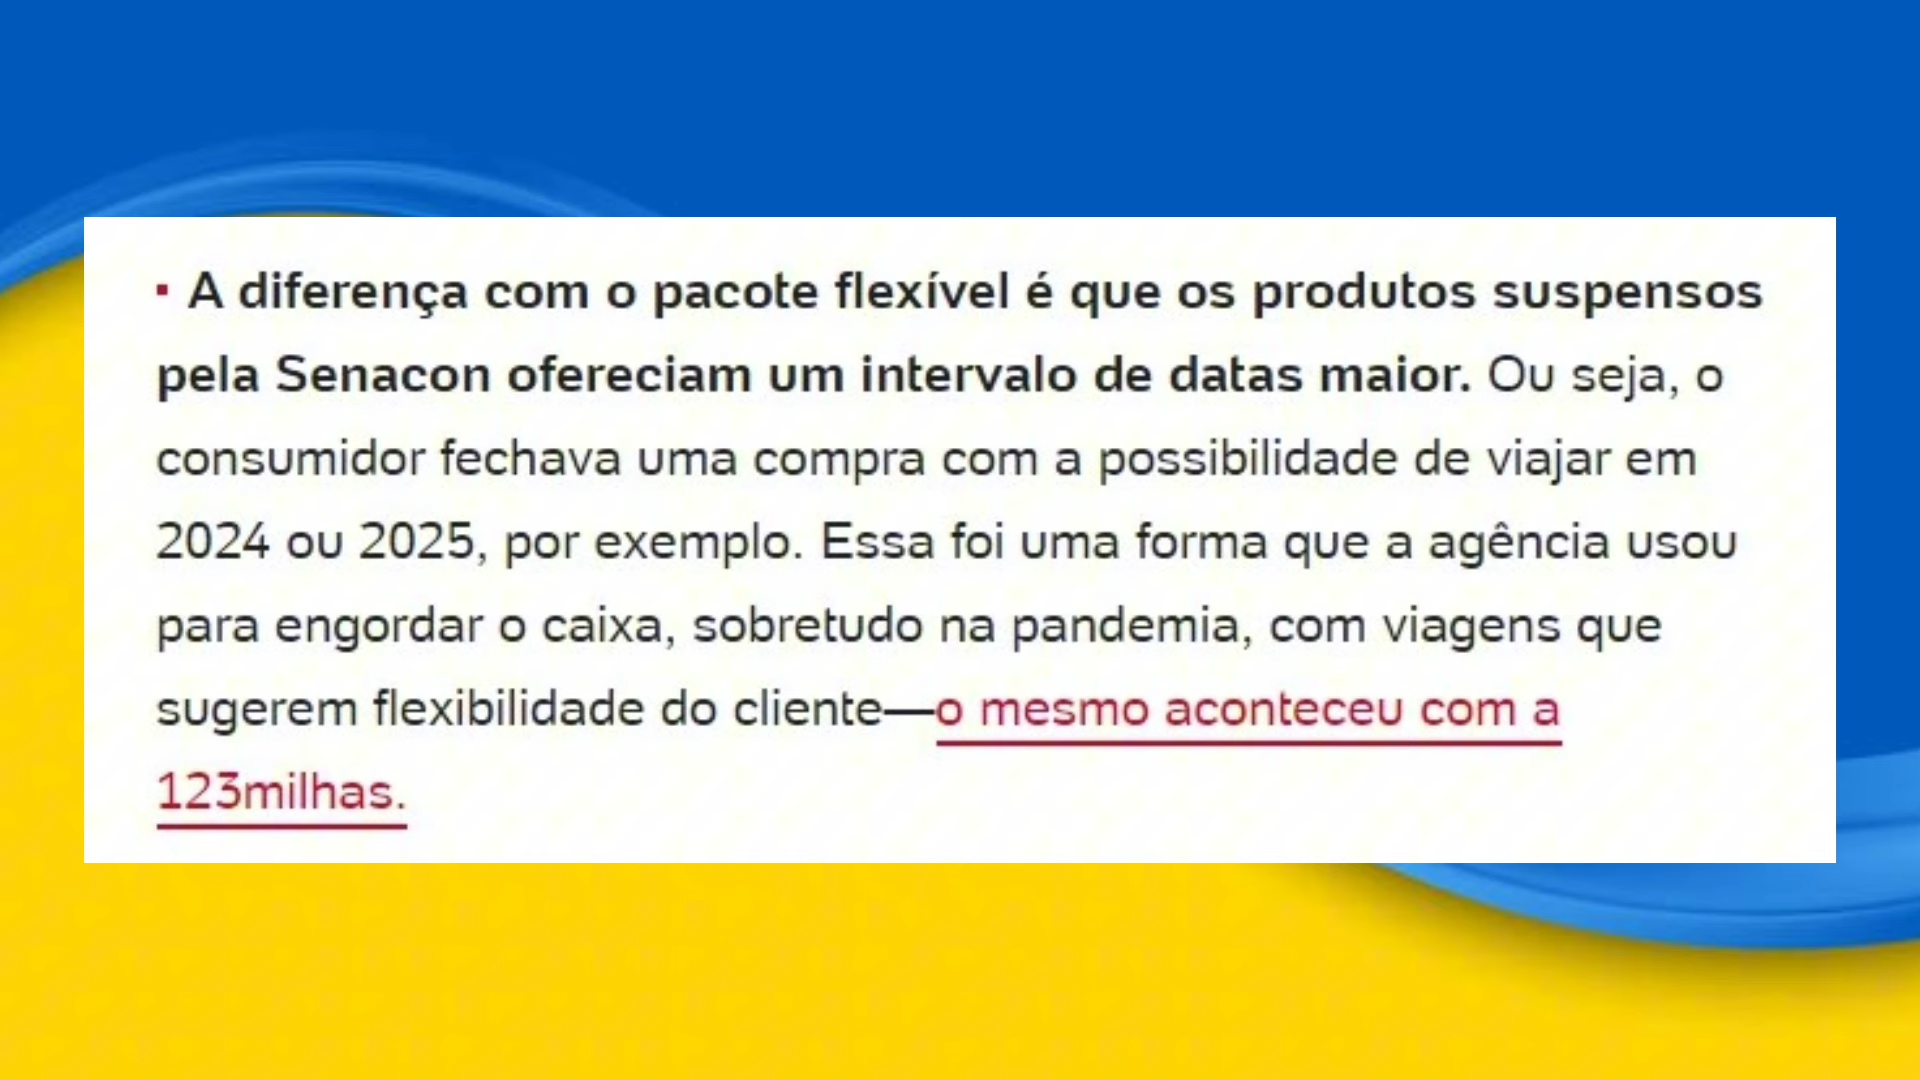 ▪ A diferença com o pacote flexível é que os produtos suspensos
pela Senacon ofereciam um intervalo de datas maior. Ou seja, o
consumidor fechava uma compra com a possibilidade de viajar em
2024 ou 2025, por exemplo. Essa foi uma forma que a agência usou
para engordar o caixa, sobretudo na pandemia, com viagens que
sugerem flexibilidade do cliente—o mesmo aconteceu com a
123milhas.